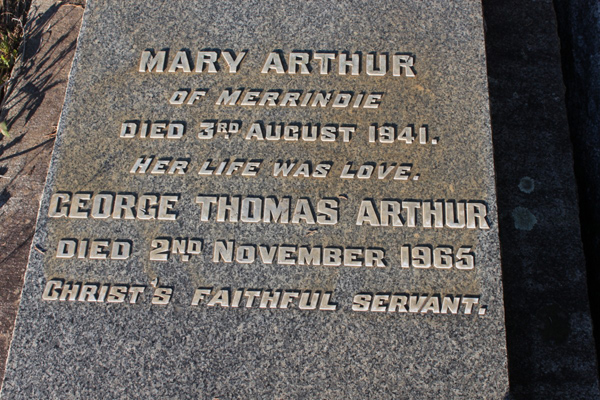 MARY ARTHUR
OF MERRINDIE
DIED 3RD AUGUST 1941.
HER LIFE WAS LOVE.
GEORGE THOMAS ARTHUR
DIED 2ND NOVEMBER 1965
CHRIST'S FAITHFUL SERVANT.